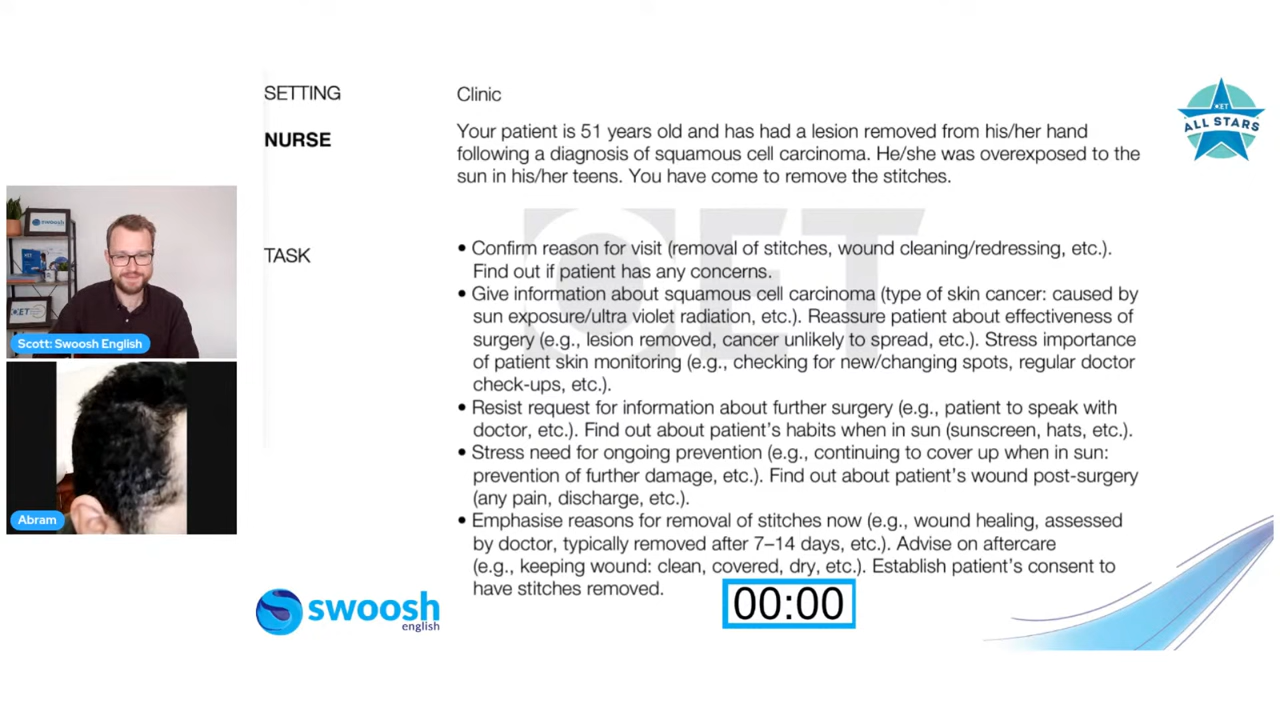 SETTING
Clinic
NURSE
Your patient is 51 years old and has had a lesion removed from his/her hand
following a diagnosis of squamous cell carcinoma. He/she was overexposed to the
sun in his/her teens. You have come to remove the stitches.
TASK
• Confirm reason for visit (removal of stitches, wound cleaning/redressing, etc.).
Find out if patient has any concerns.
• Give information about squamous cell carcinoma (type of skin cancer: caused by
sun exposure/ultra violet radiation, etc.). Reassure patient about effectiveness of
surgery (e.g., lesion removed, cancer unlikely to spread, etc.). Stress importance
of patient skin monitoring (e.g., checking for new/changing spots, regular doctor
check-ups, etc.).
• Resist request for information about further surgery (e.g., patient to speak with
doctor, etc.). Find out about patient's habits when in sun (sunscreen, hats, etc.).
• Stress need for ongoing prevention (e.g., continuing to cover up when in sun:
prevention of further damage, etc.). Find out about patient's wound post-surgery
(any pain, discharge, etc.).
• Emphasise reasons for removal of stitches now (e.g., wound healing, assessed
by doctor, typically removed after 7–14 days, etc.). Advise on aftercare
(e.g., keeping wound: clean, covered, dry, etc.). Establish patient's consent to
have stitches removed.
OET
OET
ALL STARS
swoosh
OET
Scott: Swoosh English
Abram
swoosh
english
00:00